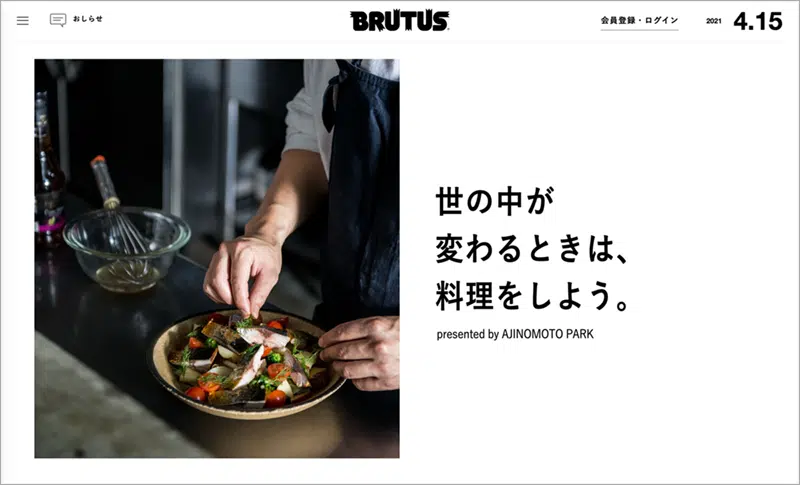 おしらせ
BRUTUS
会員登録・ログイン
2021 4.15
世の中が
変わるときは、
料理をしよう。
presented by AJINOMOTO PARK